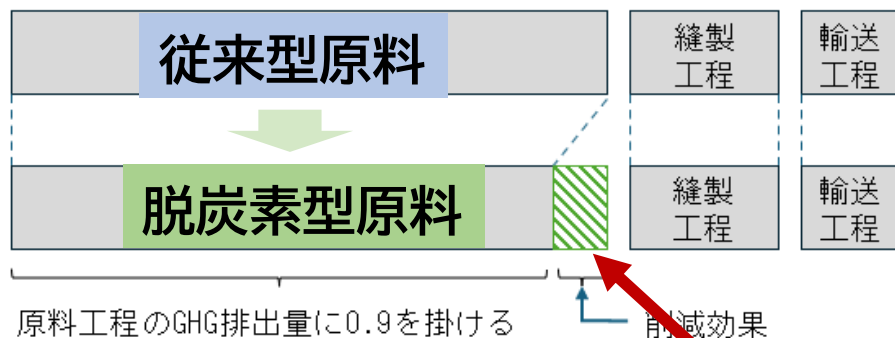 従来型原料
縫製
工程
輸送
工程
脱炭素型原料
縫製
工程
輸送
工程
原料工程のGHG排出量に0.9を掛ける
削減効果